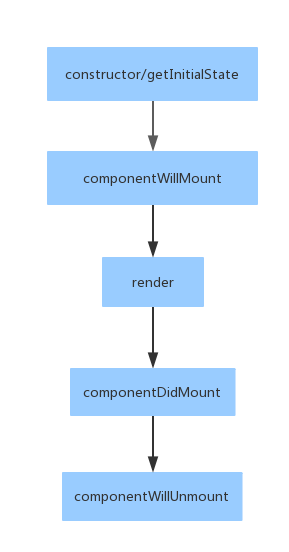 constructor/getInitialState
componentWillMount
render
componentDidMount
componentWillUnmount